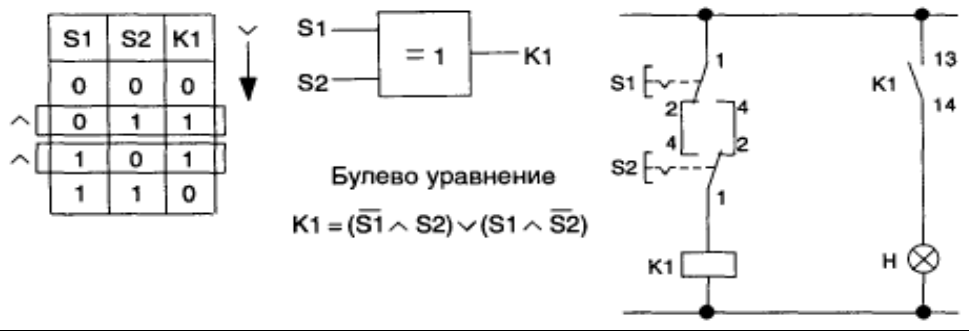 S1 S2 K1
0 0 0
0 1 1
1 0 1
1 1 0
S1
S2
= 1
K1
Булево уравнение
K1 = (S̅1̅ ∧ S2) ∨ (S1 ∧ S̅2̅)
1
S1
2 4
4 2
S2
1
K1
13
K1
14
H